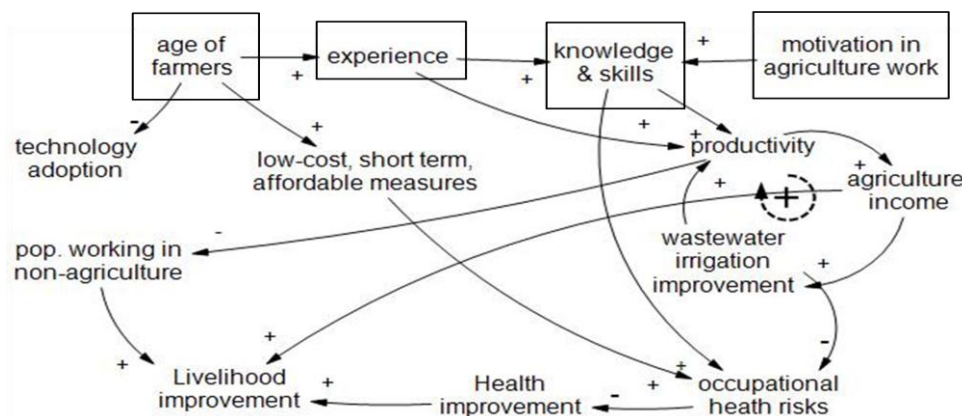 age of
farmers
experience
knowledge
& skills
motivation in
agriculture work
+
+
+
-
+
+
+
technology
adoption
low-cost, short term,
affordable measures
productivity
+
agriculture
income
+
+
-
pop. working in
non-agriculture
wastewater
irrigation
improvement
+
+
+
-
Livelihood
improvement
+
Health
improvement
-
+
+
occupational
heath risks